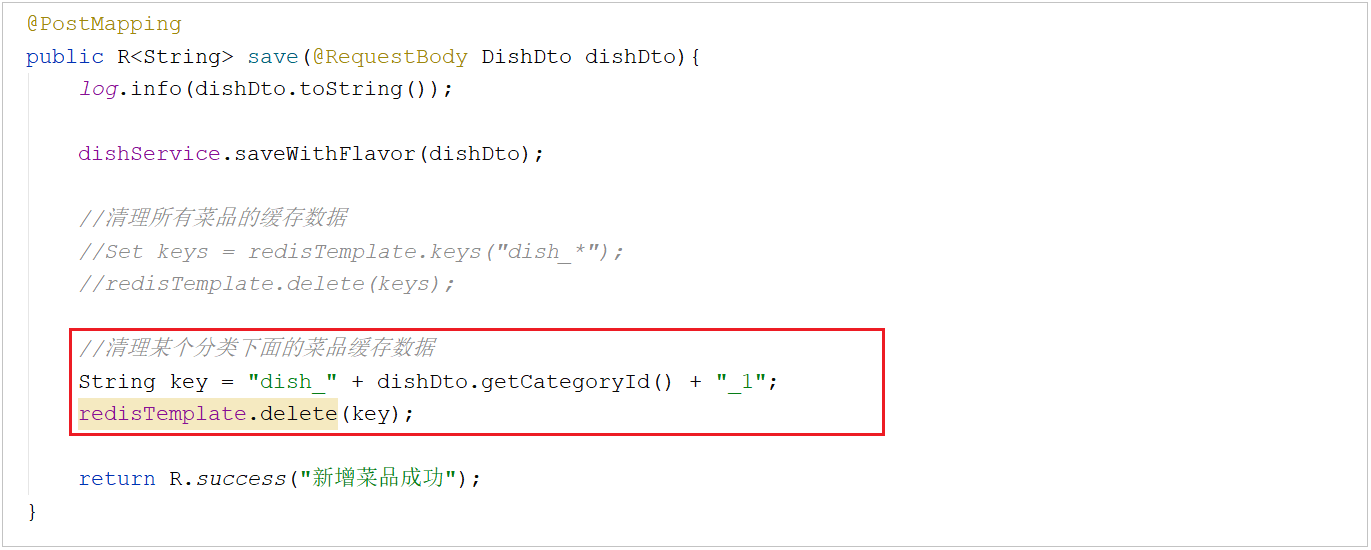 @PostMapping
public R<String> save(@RequestBody DishDto dishDto){
log.info(dishDto.toString());
dishService.saveWithFlavor(dishDto);
//清理所有菜品的缓存数据
//Set keys = redisTemplate.keys("dish_*");
//redisTemplate.delete(keys);
//清理某个分类下面的菜品缓存数据
String key = "dish_" + dishDto.getCategoryId() + "_1";
redisTemplate.delete(key);
return R.success("新增菜品成功");
}